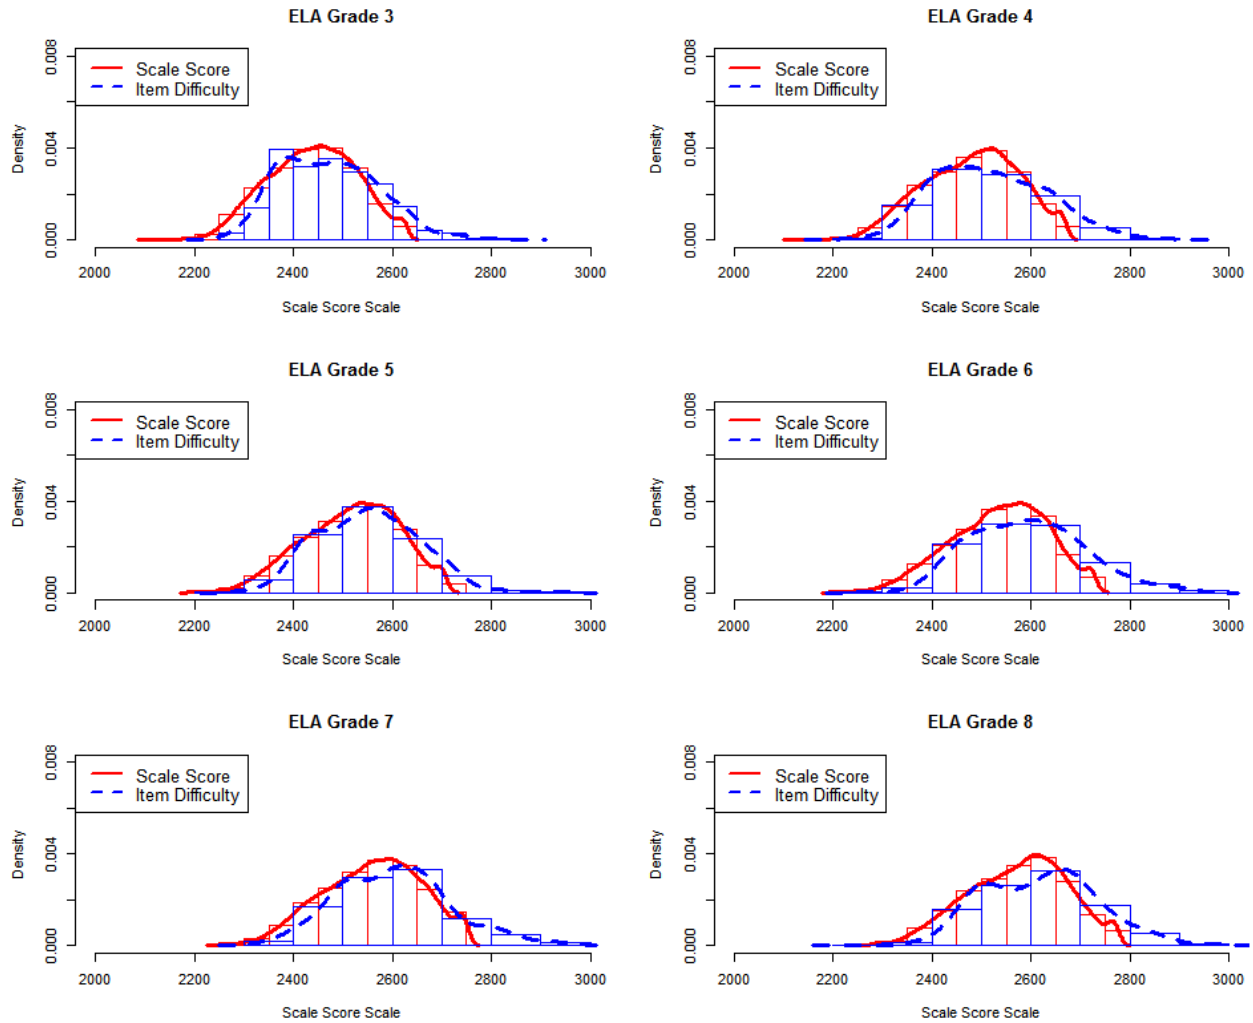 ELA Grade 3
Scale Score
Item Difficulty
Density
0.000
0.004
0.008
2000 2200 2400 2600 2800 3000
Scale Score Scale
ELA Grade 4
Scale Score
Item Difficulty
Density
0.000
0.004
0.008
2000 2200 2400 2600 2800 3000
Scale Score Scale
ELA Grade 5
Scale Score
Item Difficulty
Density
0.000
0.004
0.008
2000 2200 2400 2600 2800 3000
Scale Score Scale
ELA Grade 6
Scale Score
Item Difficulty
Density
0.000
0.004
0.008
2000 2200 2400 2600 2800 3000
Scale Score Scale
ELA Grade 7
Scale Score
Item Difficulty
Density
0.000
0.004
0.008
2000 2200 2400 2600 2800 3000
Scale Score Scale
ELA Grade 8
Scale Score
Item Difficulty
Density
0.000
0.004
0.008
2000 2200 2400 2600 2800 3000
Scale Score Scale